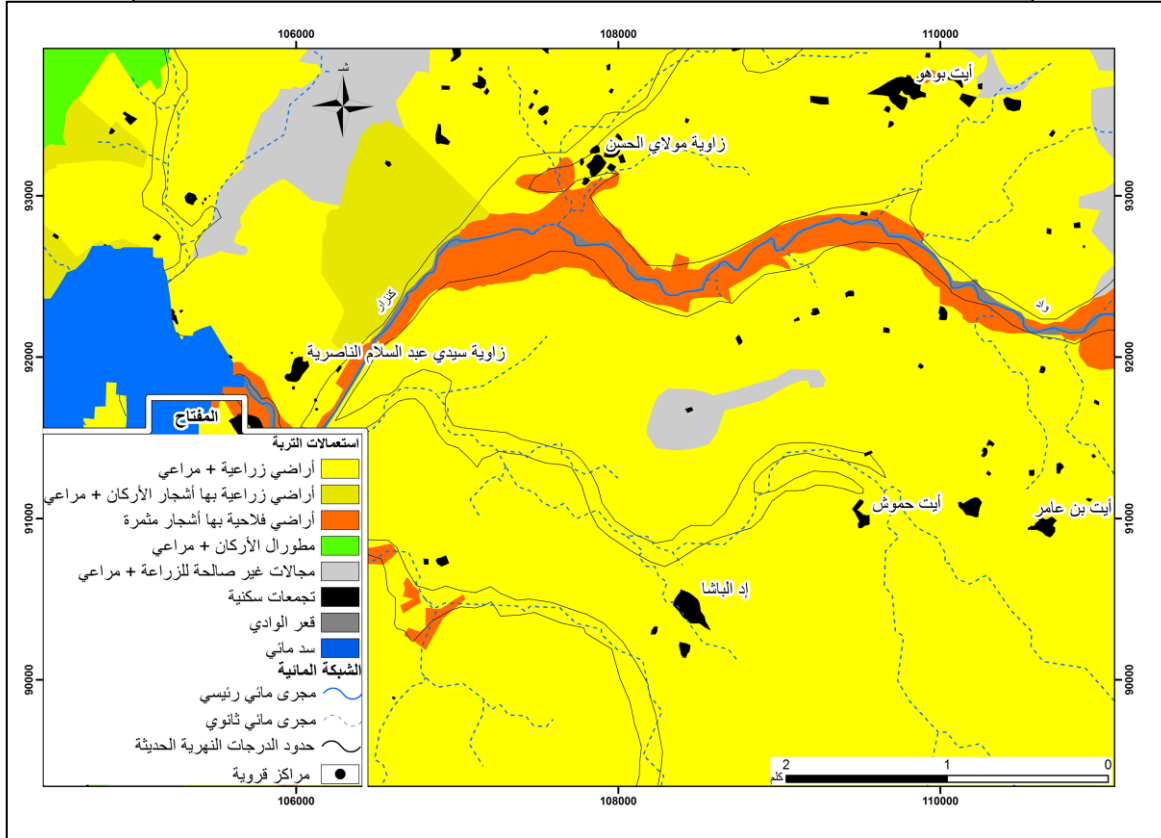 106000
108000
110000
شـ
أيت بوهو
زاوية مولاي الحسن
93000
93000
كنزار
واد
زاوية سيدي عبد السلام الناصرية
92000
92000
المفتاح
استعمالات التربة
أراضي زراعية + مراعي
أراضي زراعية بها أشجار الأركان + مراعي
أراضي فلاحية بها أشجار مثمرة
مطورال الأركان + مراعي
مجالات غير صالحة للزراعة + مراعي
تجمعات سكنية
قعر الوادي
سد مائي
الشبكة المائية
مجرى مائي رئيسي
مجرى مائي ثانوي
حدود الدرجات النهرية الحديثة
مراكز قروية
أيت حموش
أيت بن عامر
91000
91000
إد الباشا
90000
90000
2
1
0
كلم
106000
108000
110000